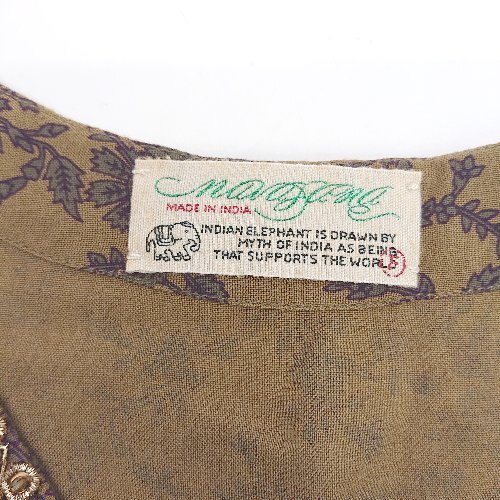 MADE IN INDIA
INDIAN ELEPHANT IS DRAWN BY
MYTH OF INDIA AS BEING
THAT SUPPORTS THE WORLD